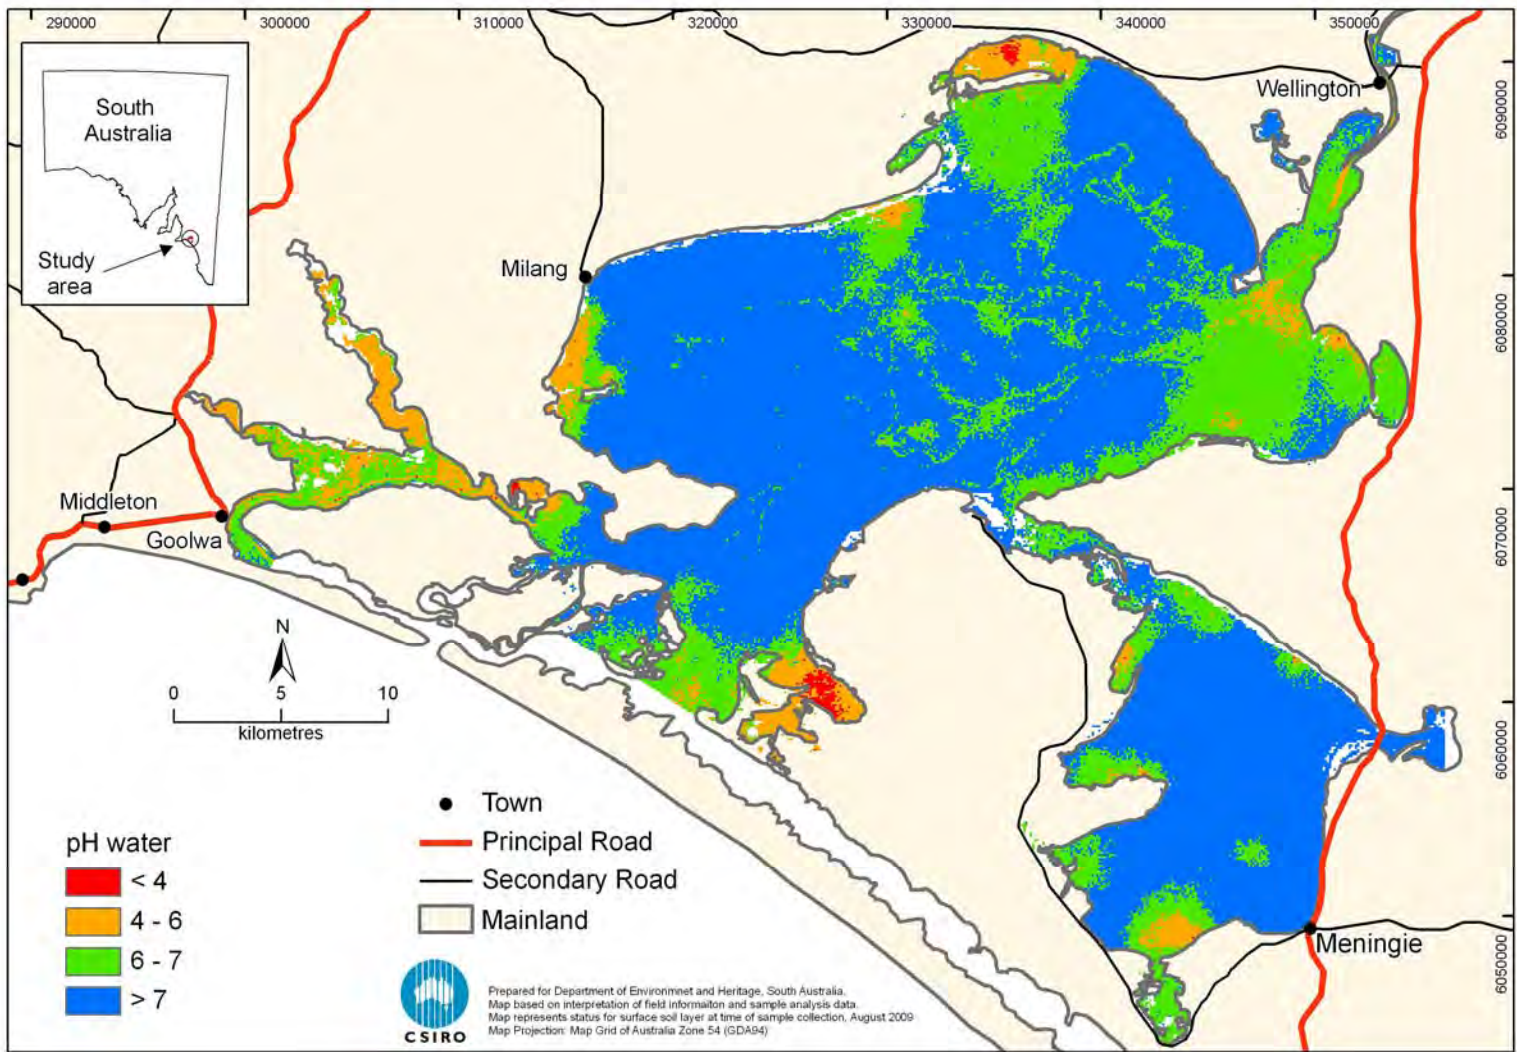 290000
300000
310000
320000
330000
340000
350000
South
Australia
Study
area
Wellington
6090000
Milang
6080000
Middleton
Goolwa
6070000
N
0 5 10
kilometres
6060000
Town
Principal Road
Secondary Road
Mainland
pH water
< 4
4 - 6
6 - 7
> 7
Meningie
6050000
CSIRO
Prepared for Department of Environmnet and Heritage, South Australia.
Map based on interpretation of field informaiton and sample analysis data.
Map represents status for surface soil layer at time of sample collection, August 2009
Map Projection: Map Grid of Australia Zone 54 (GDA94)